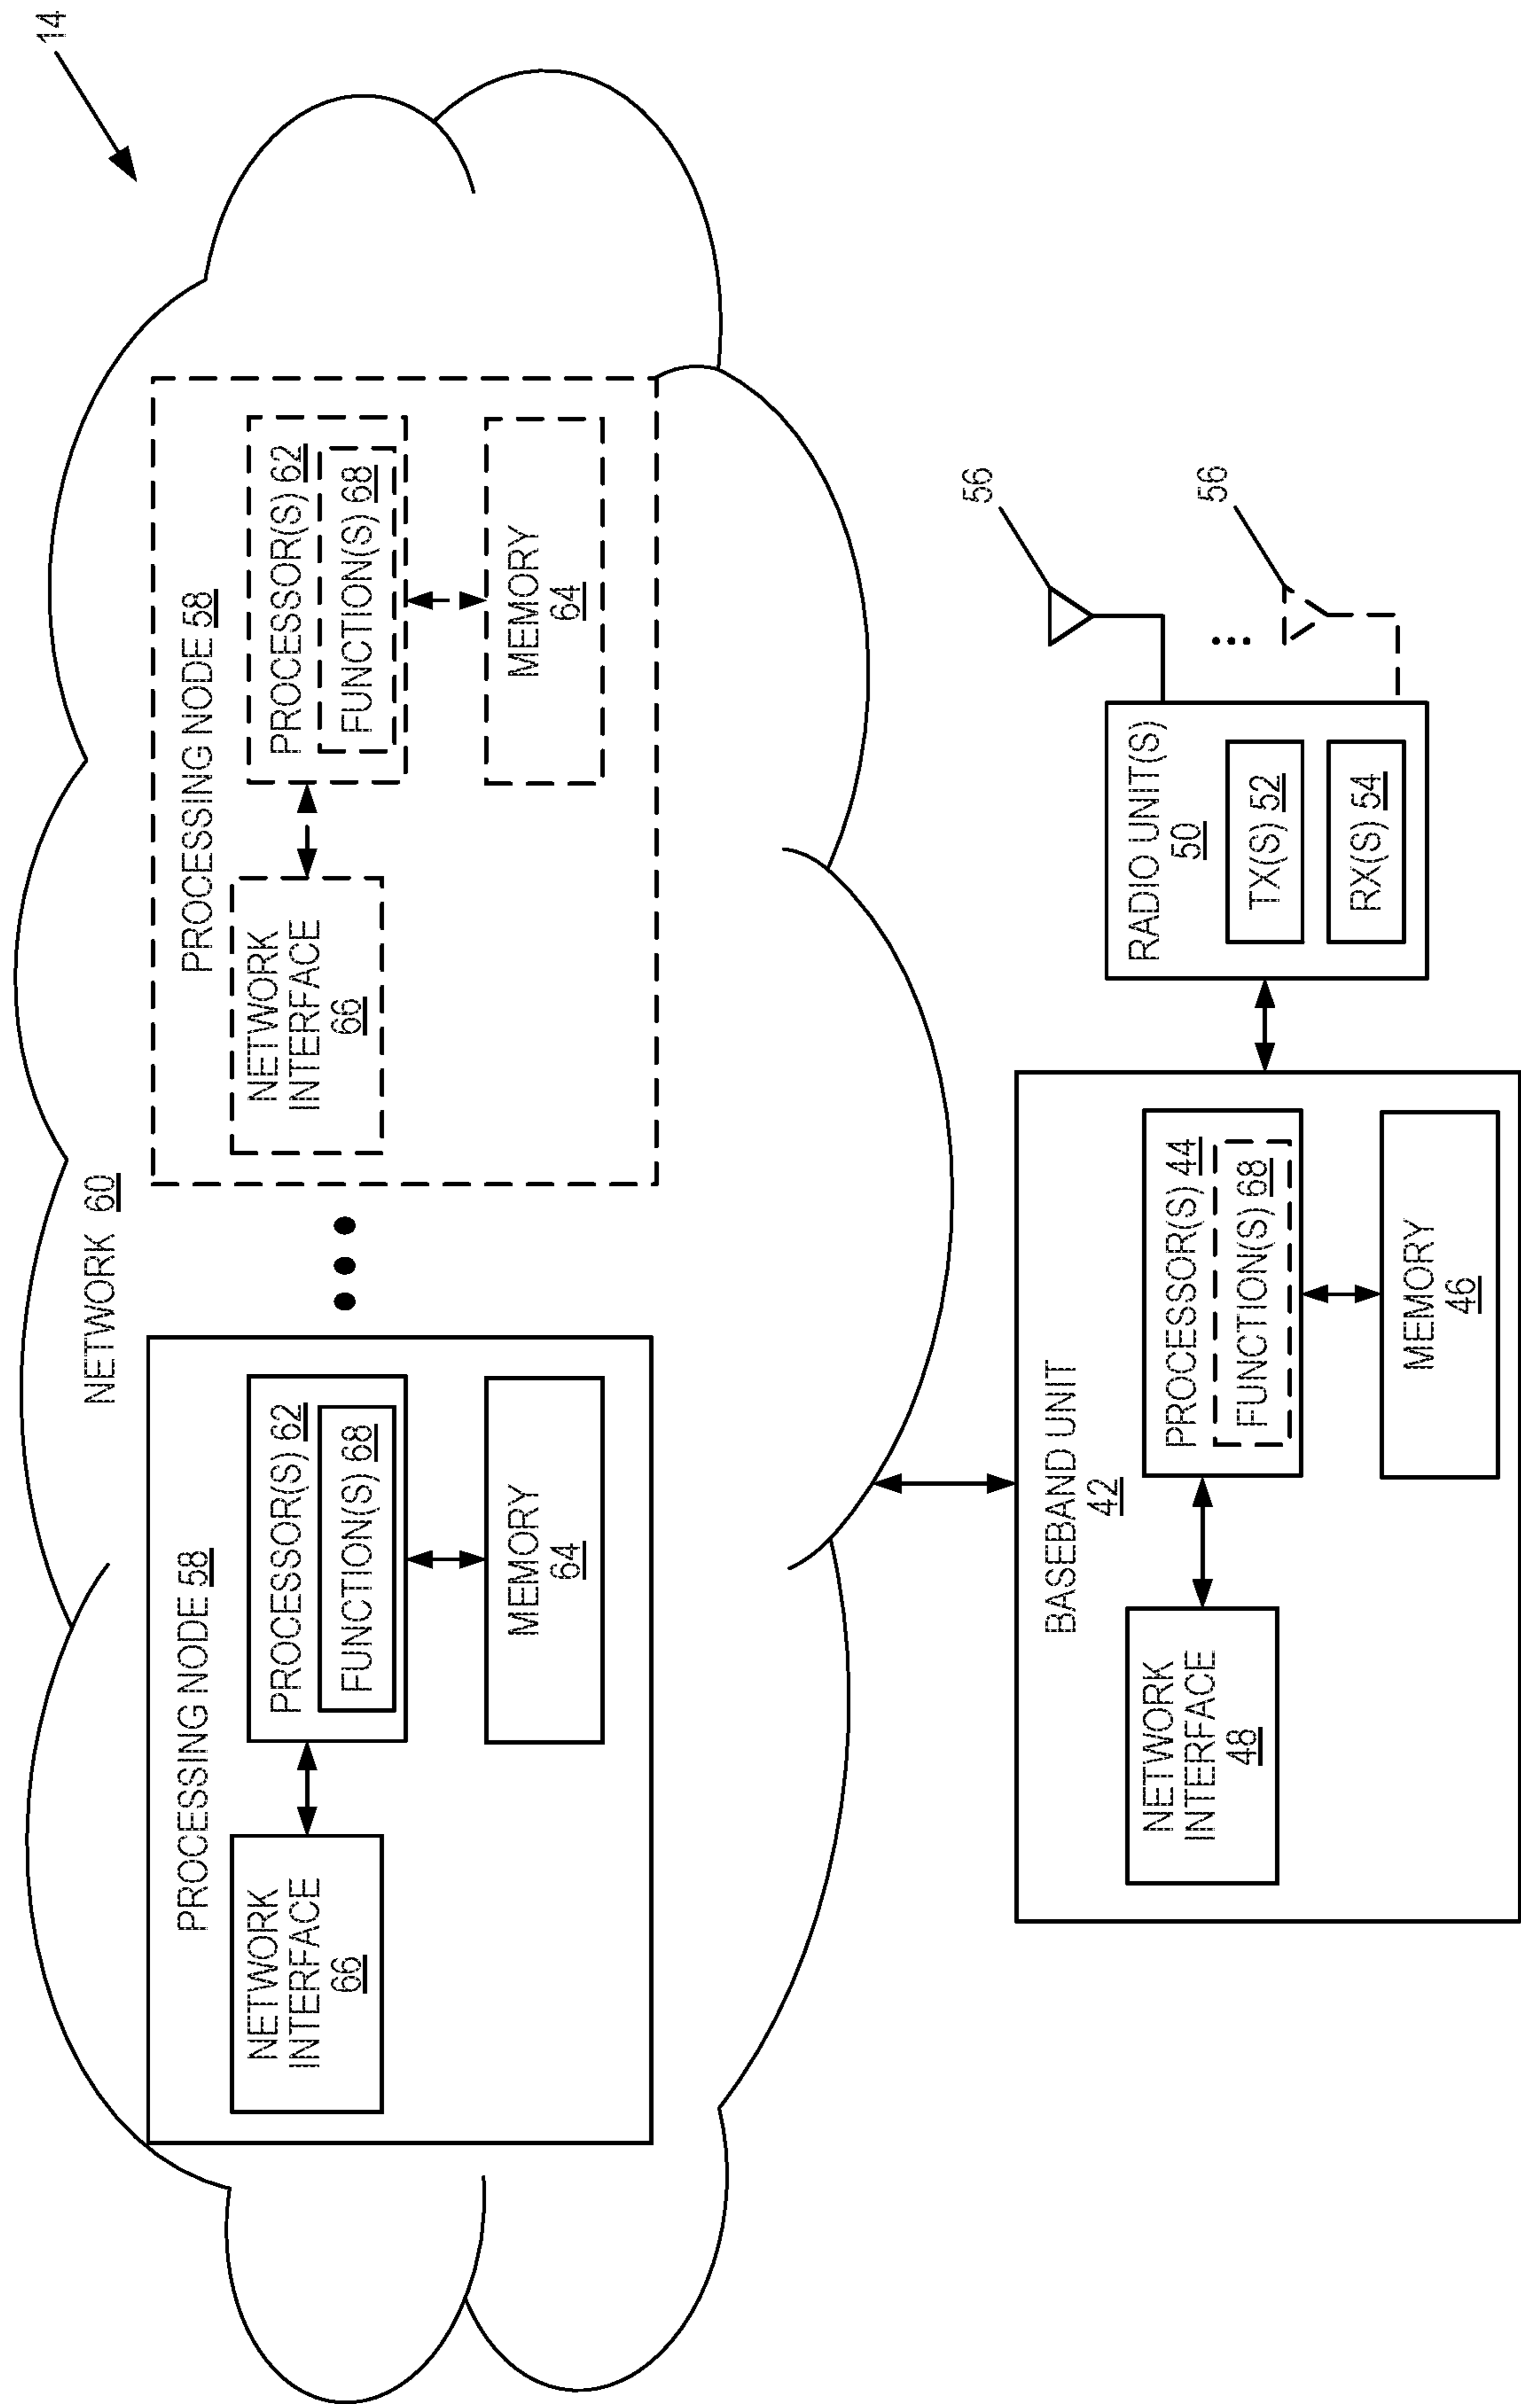 14
NETWORK 60
PROCESSING NODE 58
NETWORK
INTERFACE
66
PROCESSOR(S) 62
FUNCTION(S) 68
MEMORY
64
PROCESSING NODE 58
NETWORK
INTERFACE
66
PROCESSOR(S) 62
FUNCTION(S) 68
MEMORY
64
BASEBAND UNIT
42
NETWORK
INTERFACE
48
PROCESSOR(S) 44
FUNCTION(S) 68
MEMORY
46
RADIO UNIT(S)
50
TX(S) 52
RX(S) 54
56
56